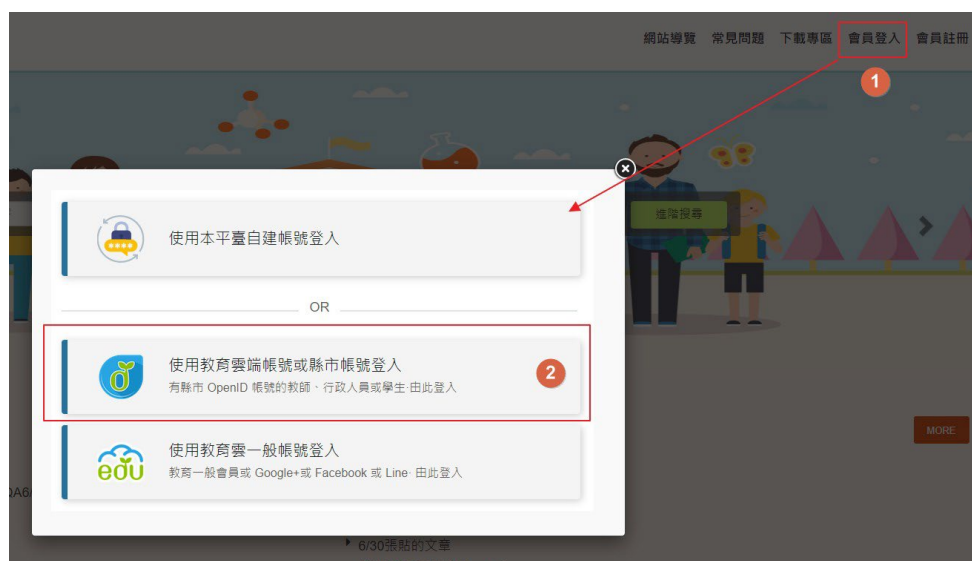 網站導覽 常見問題 下載專區 會員登入 會員註冊
1
進階搜尋
使用本平臺自建帳號登入
OR
使用教育雲端帳號或縣市帳號登入
2
有縣市 OpenID 帳號的教師、行政人員或學生·由此登入
MORE
使用教育雲一般帳號登入
edu
教育一般會員或 Google+或 Facebook 或 Line· 由此登入
6/30張貼的文章